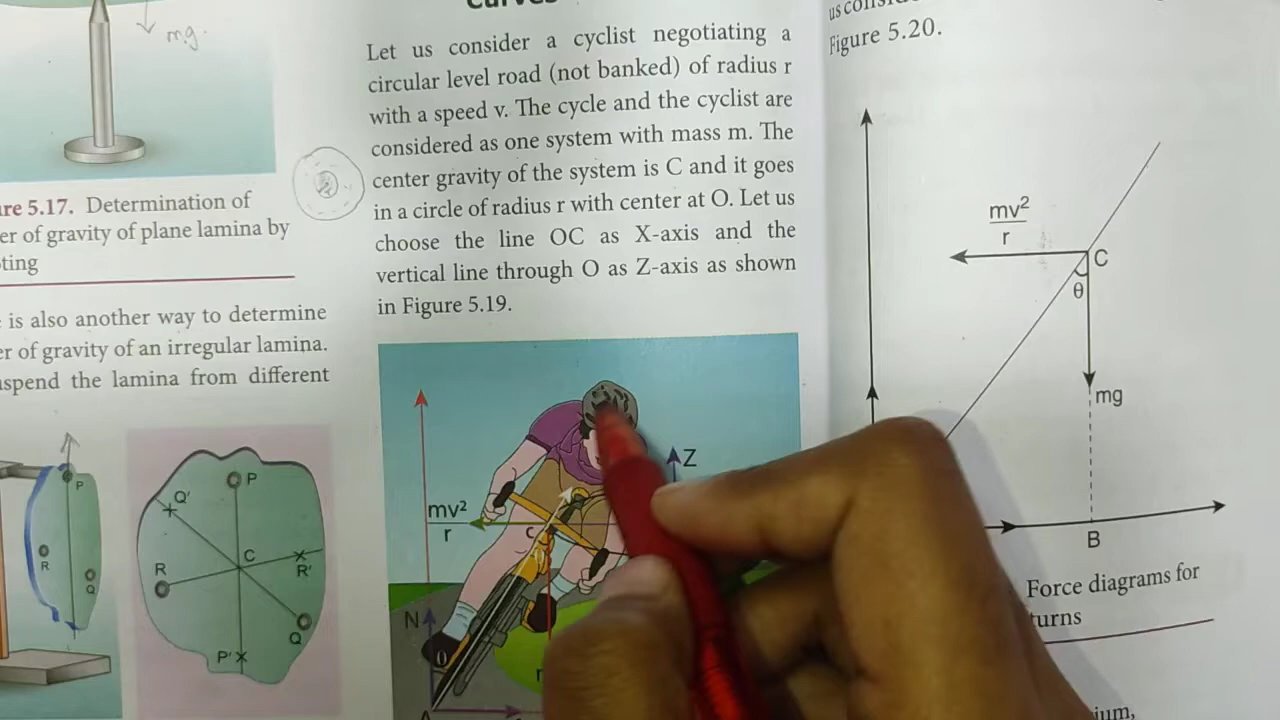 mg.
Curves
Let us consider a cyclist negotiating a
circular level road (not banked) of radius r
with a speed v. The cycle and the cyclist are
considered as one system with mass m. The
center gravity of the system is C and it goes
in a circle of radius r with center at O. Let us
choose the line OC as X-axis and the
vertical line through O as Z-axis as shown
in Figure 5.19.
us
Figure 5.20.
re 5.17. Determination of
er of gravity of plane lamina by
ting
is also another way to determine
er of gravity of an irregular lamina.
spend the lamina from different
P
R
Q
Q'
P
C
R
R'
Q
P'
Z
mv²
r
C
θ
N
A
mv²
r
C
θ
mg
B
Force diagrams for
urns
ium,